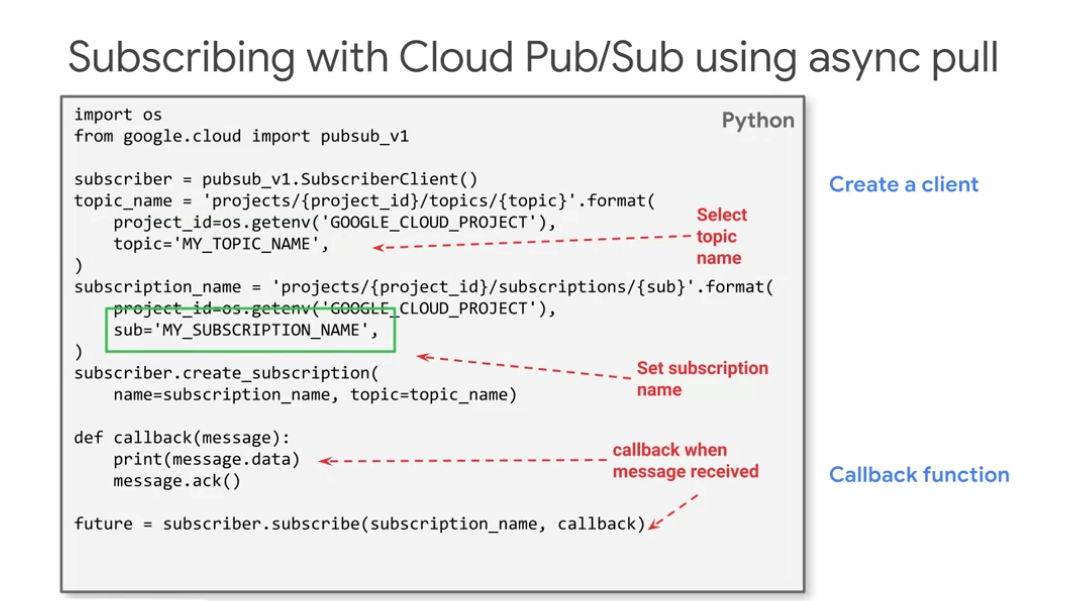 Subscribing with Cloud Pub/Sub using async pull
Python
import os
from google.cloud import pubsub_v1
subscriber = pubsub_v1.SubscriberClient()
topic_name = 'projects/{project_id}/topics/{topic}'.format(
    project_id=os.getenv('GOOGLE_CLOUD_PROJECT'),
    topic='MY_TOPIC_NAME',
)
subscription_name = 'projects/{project_id}/subscriptions/{sub}'.format(
    project_id=os.getenv('GOOGLE_CLOUD_PROJECT'),
    sub='MY_SUBSCRIPTION_NAME',
)
subscriber.create_subscription(
    name=subscription_name, topic=topic_name)
def callback(message):
    print(message.data)
    message.ack()
future = subscriber.subscribe(subscription_name, callback)
Select
topic
name
Set subscription
name
callback when
message received
Create a client
Callback function